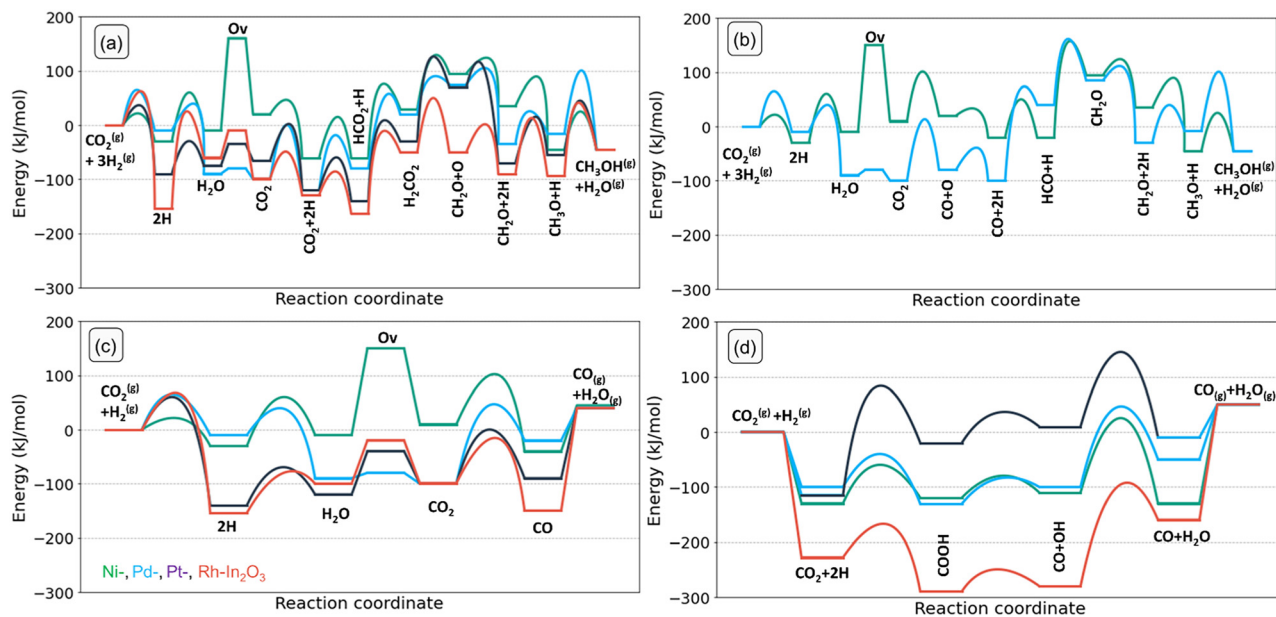 (a)
Energy (kJ/mol)
200
100
0
−100
−200
−300
CO₂⁽ᵍ⁾
+ 3H₂⁽ᵍ⁾
2H
H₂O
Ov
CO₂
CO₂+2H
HCO₂+H
H₂CO₂
CH₂O+O
CH₂O+2H
CH₃O+H
CH₃OH⁽ᵍ⁾
+H₂O⁽ᵍ⁾
Reaction coordinate
(b)
Energy (kJ/mol)
200
100
0
−100
−200
−300
CO₂⁽ᵍ⁾
+ 3H₂⁽ᵍ⁾
2H
H₂O
Ov
CO₂
CO+O
CO+2H
HCO+H
CH₂O
CH₂O+2H
CH₃O+H
CH₃OH⁽ᵍ⁾
+H₂O⁽ᵍ⁾
Reaction coordinate
(c)
Energy (kJ/mol)
200
100
0
−100
−200
−300
CO₂⁽ᵍ⁾
+H₂⁽ᵍ⁾
2H
H₂O
Ov
CO₂
CO
CO₍g₎
+H₂O₍g₎
Ni-, Pd-, Pt-, Rh-In₂O₃
Reaction coordinate
(d)
Energy (kJ/mol)
200
100
0
−100
−200
−300
CO₂⁽ᵍ⁾ +H₂⁽ᵍ⁾
CO₂+2H
COOH
CO+OH
CO+H₂O
CO₍g₎+H₂O₍g₎
Reaction coordinate